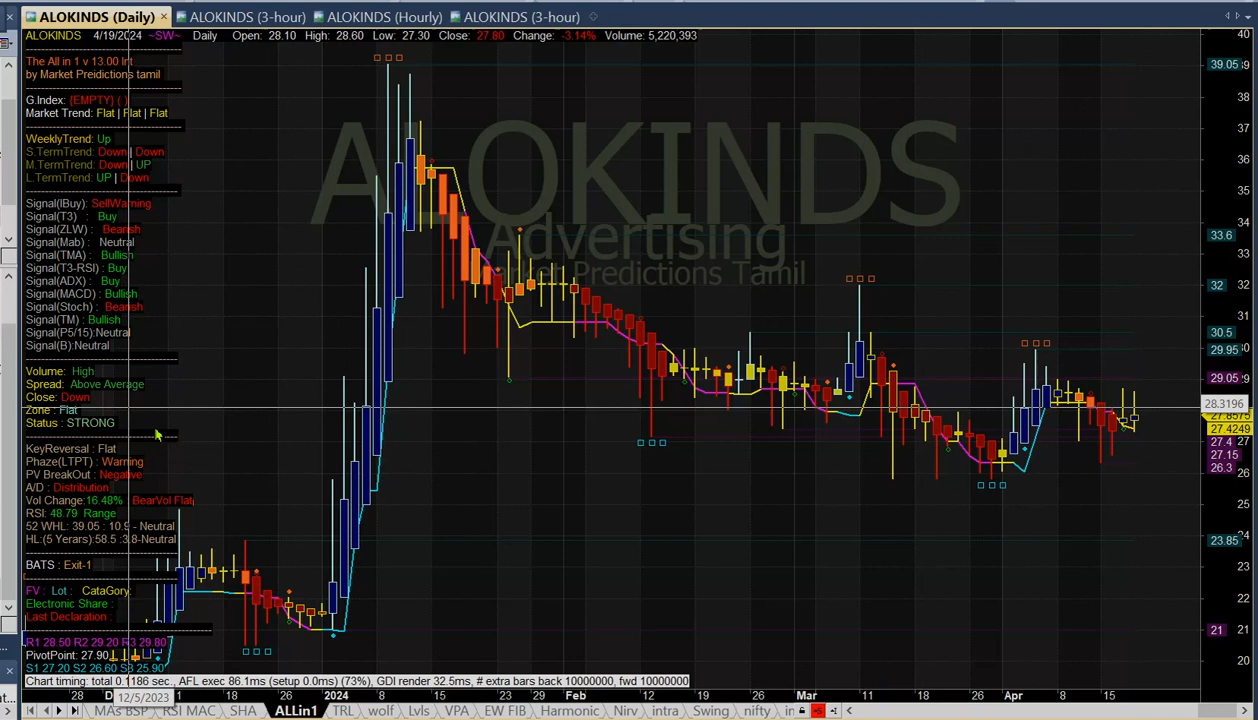 ALOKINDS (Daily) ×
ALOKINDS (3-hour)
ALOKINDS (Hourly)
ALOKINDS (3-hour)
ALOKINDS 4/19/2024 ~SW~ Daily Open: 28.10 High: 28.60 Low: 27.30 Close: 27.80 Change: -3.14% Volume: 5,220,393
The All in 1 v 13.00 Int
by Market Preidictions tamil
G.Index: {EMPTY} ( )
Market Trend: Flat | Flat | Flat
WeeklyTrend: Up
S.TermTrend: Down | Down
M.TermTrend: Down | UP
L.TermTrend: UP | Down
Signal(IBuy): SellWarning
Signal(T3) : Buy
Signal(ZLW): Bearish
Signal(Mab): Neutral
Signal(TMA): Bullish
Signal(T3-RSI): Buy
Signal(ADX): Buy
Signal(MACD): Bullish
Signal(Stoch): Bearish
Signal(TM): Bullish
Signal(P5/15):Neutral
Signal(B):Neutral
Volume: High
Spread: Above Average
Close: Down
Zone : Flat
Status : STRONG
KeyReversal : Flat
Phaze(LTPT) : Warring
PV BreakOut : Negative
A/D : Distribution
Vol Change:16.48% BearVol Flat
RSI: 48.79 Range
52 WHL: 39.05 : 10.9 - Neutral
HL:(5 Yerars):58.5 :3.8-Neutral
BATS : Exit-1
FV : Lot : CataGory:
Electronic Share :
Last Declaration :
R1 28.50 R2 29.20 R3 29.80
PivotPoint: 27.90
S1 27.20 S2 26.60 S3 25.90
Chart timing: total 0.1186 sec., AFL exec 86.1ms (setup 0.0ms) (73%), GDI render 32.5ms, # extra bars back 10000000, fwd 10000000
ALOKINDS
Advertising
Market Predictions Tamil
40
39.05
38
37
36
35
34
33.6
33
32
32
31
30.5
30
29.95
29.05
28.3196
27.4249
27.4
27.15
26.3
26
25
24
23.85
23
22
21
21
20
28 12/5/2023 18 26 2024 8 15 23 29 Feb 12 19 26 Mar 11 18 26 Apr 8 15
MAs BSP RSI MAC SHA ALLin1 TRL wolf Lvls VPA EW FIB Harmonic Nirv intra Swing nifty